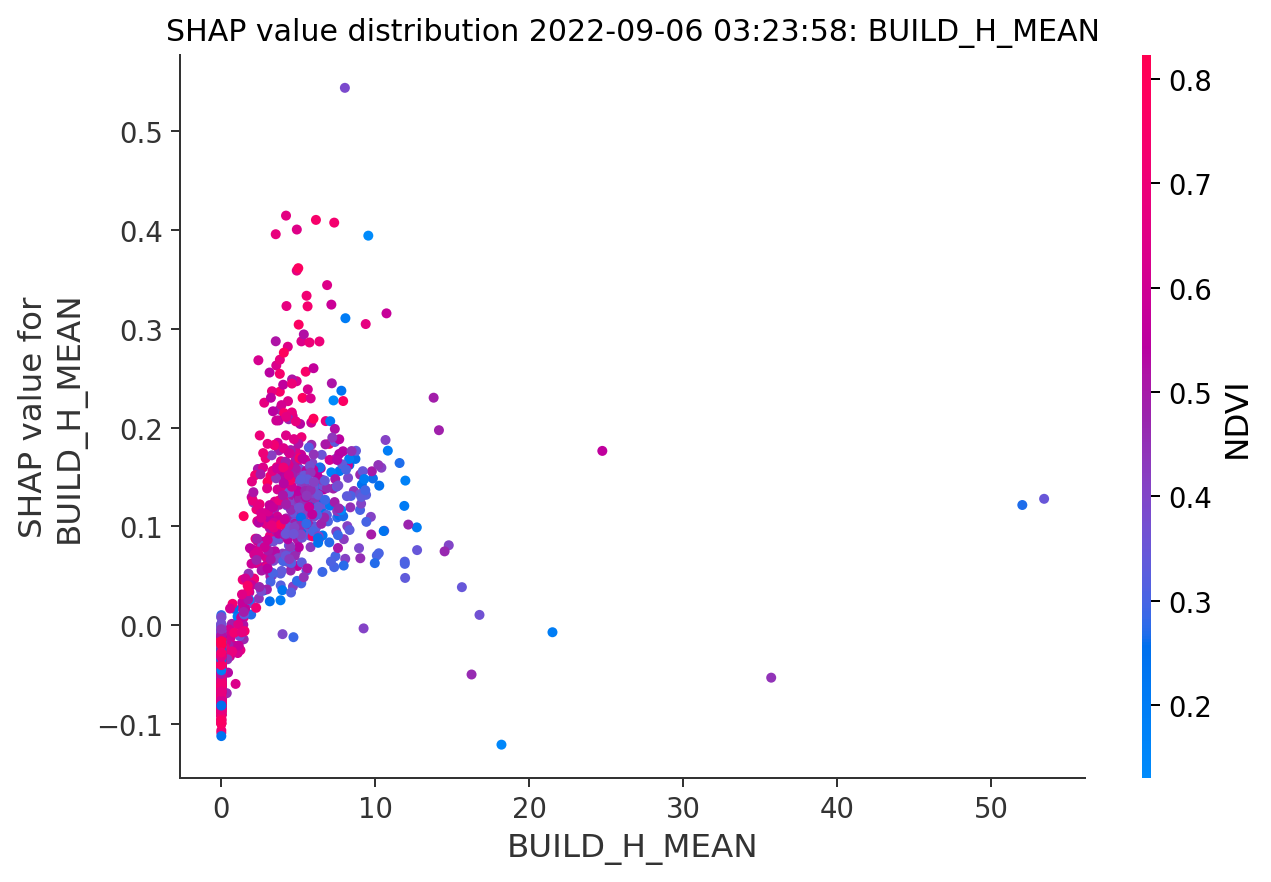 SHAP value distribution 2022-09-06 03:23:58: BUILD_H_MEAN
SHAP value for
BUILD_H_MEAN
0.5
0.4
0.3
0.2
0.1
0.0
−0.1
0 10 20 30 40 50
BUILD_H_MEAN
0.8
0.7
0.6
0.5
0.4
0.3
0.2
NDVI